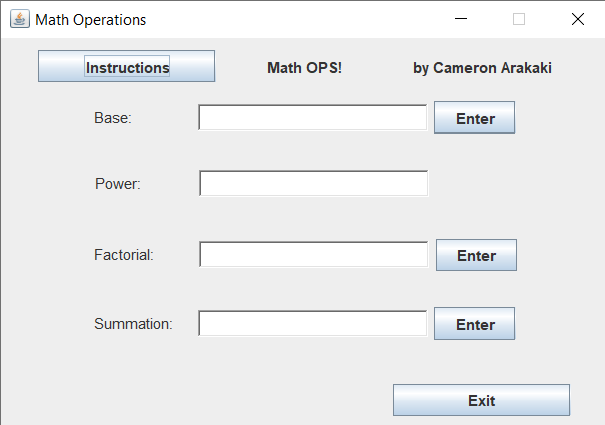 Math Operations
Instructions Math OPS! by Cameron Arakaki
Base: Enter
Power:
Factorial: Enter
Summation: Enter
Exit